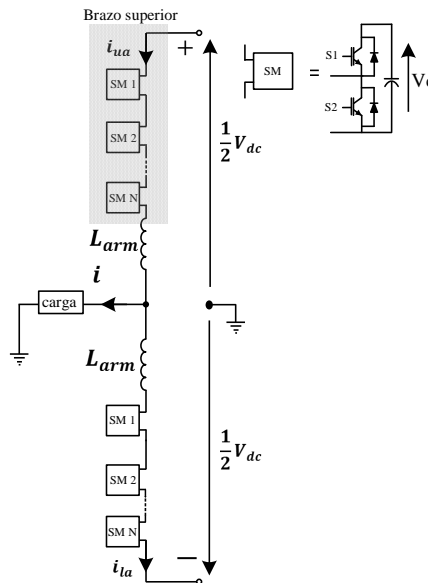 Brazo superior
i_ua
+
SM 1
SM 2
SM N
L_arm
½ V_dc
i
carga
L_arm
SM 1
SM 2
SM N
½ V_dc
i_la
−
SM
=
S1
S2